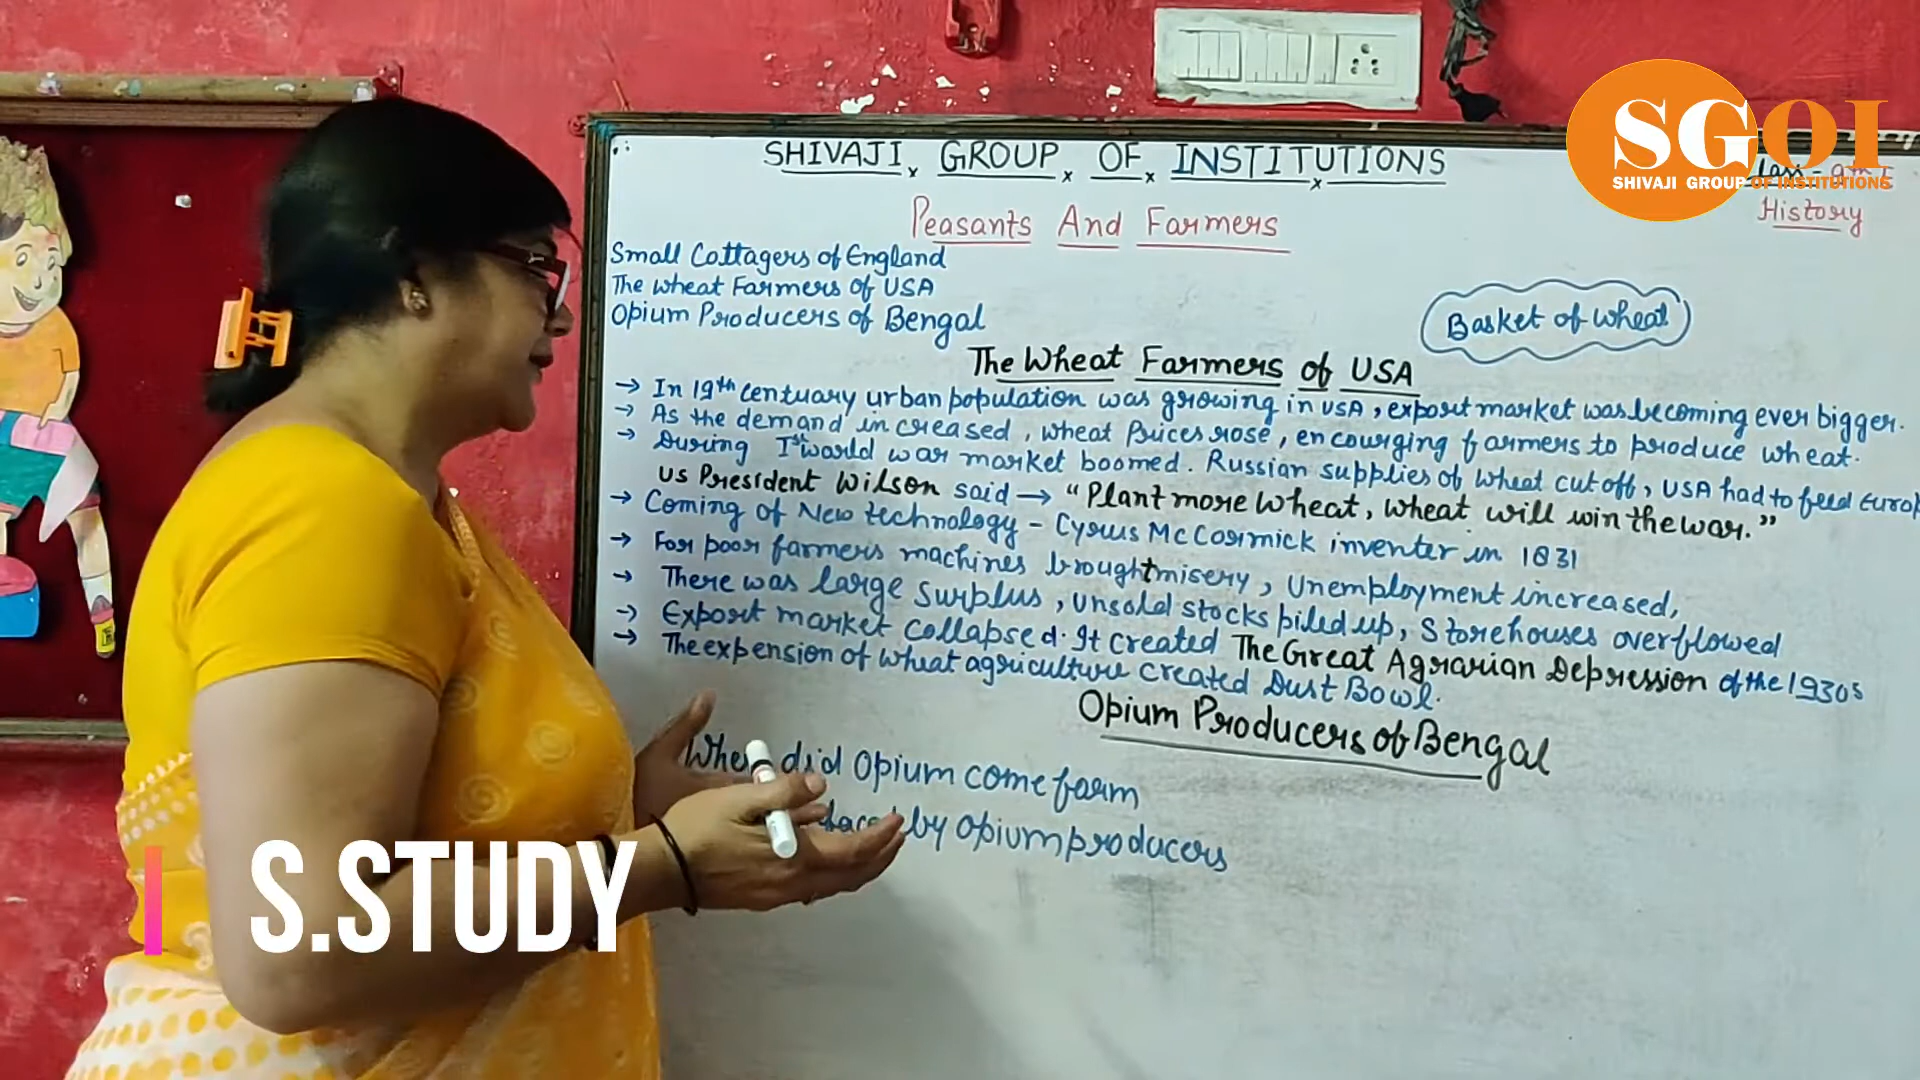 SHIVAJI GROUP OF INSTITUTIONS
SGOI
SHIVAJI GROUP OF INSTITUTIONS
History
Peasants And Farmers
Small Cottagers of England
The wheat Farmers of USA
Opium Producers of Bengal
Basket of wheat
The Wheat Farmers of USA
→ In 19th centuary urban population was growing in USA, export market was becoming ever bigger.
→ As the demand increased, wheat Prices rose, encourging farmers to produce wheat.
→ During Ist world war market boomed. Russian supplies of wheat cut off, USA had to feed Europ
US President Wilson said → "Plant more wheat, wheat will win the war."
→ Coming of New technology - Cyrus McCormick inventer in 1831
→ For poor farmers machines brought misery, Unemployment increased,
→ There was large Surplus, unsold stocks piled up, Storehouses overflowed
→ Export market collapsed. It created The Great Agrarian Depression of the 1930s
→ The expension of wheat agriculture created Dust Bowl.
Opium Producers of Bengal
did Opium come farm
by opium producers
S.STUDY